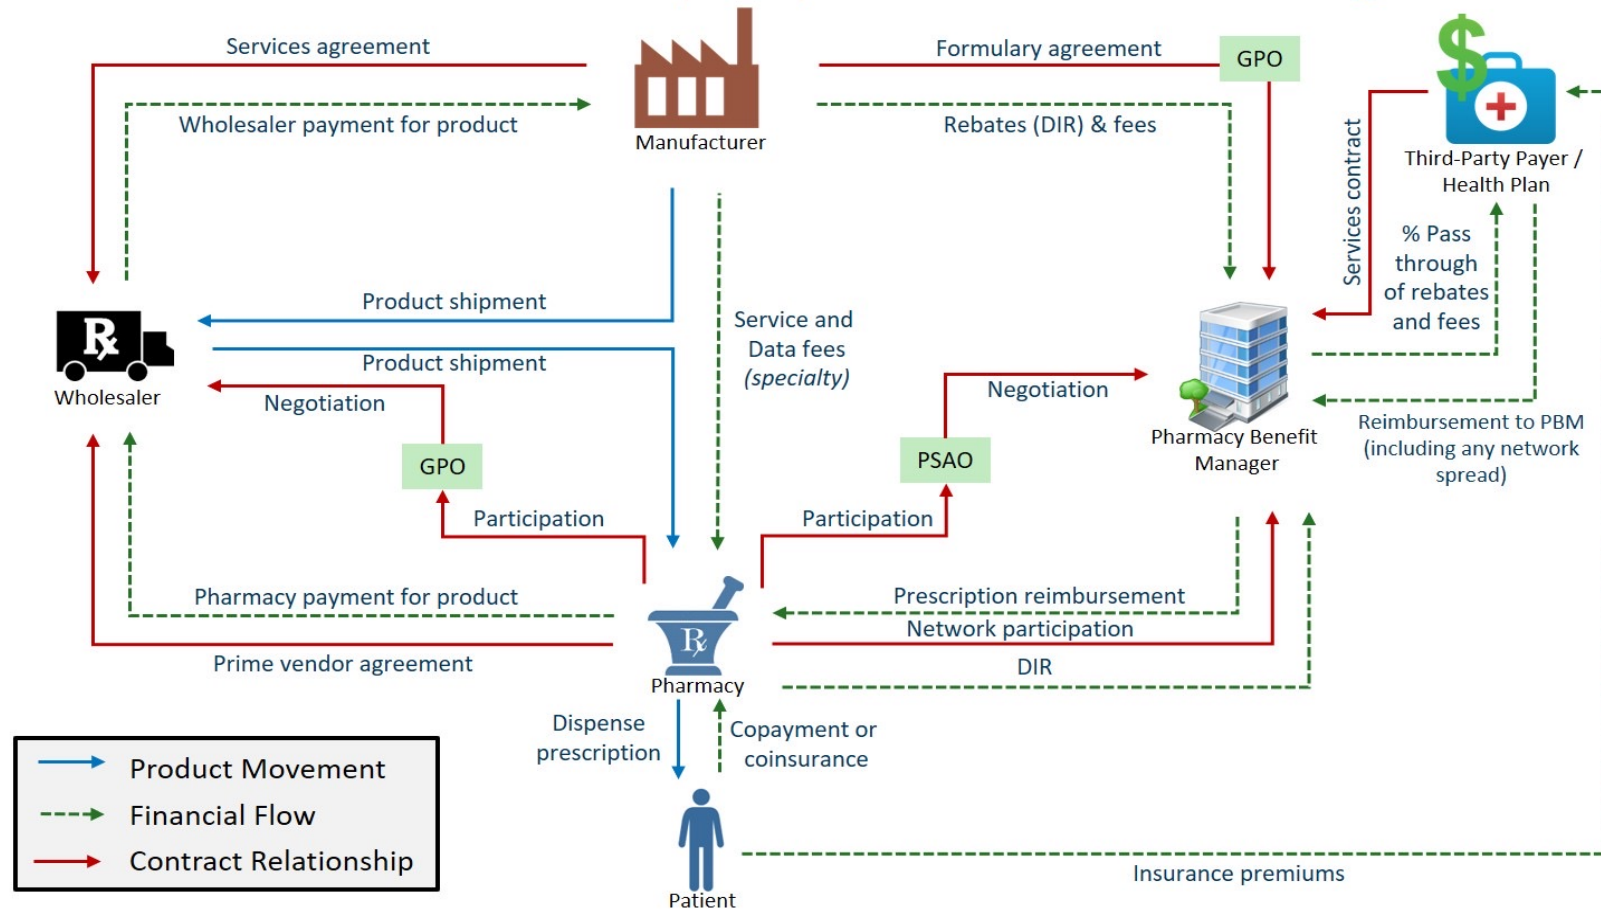 Services agreement
Formulary agreement
GPO
Wholesaler payment for product
Manufacturer
Rebates (DIR) & fees
Third-Party Payer /
Health Plan
Services contract
% Pass
through
of rebates
and fees
Product shipment
Service and
Data fees
(specialty)
Rx
Product shipment
Wholesaler
Negotiation
Negotiation
Reimbursement to PBM
(including any network
spread)
Pharmacy Benefit
Manager
GPO
PSAO
Participation
Participation
Pharmacy payment for product
Prescription reimbursement
Network participation
Rx
Prime vendor agreement
DIR
Pharmacy
Dispense
prescription
Copayment or
coinsurance
Product Movement
Financial Flow
Contract Relationship
Insurance premiums
Patient